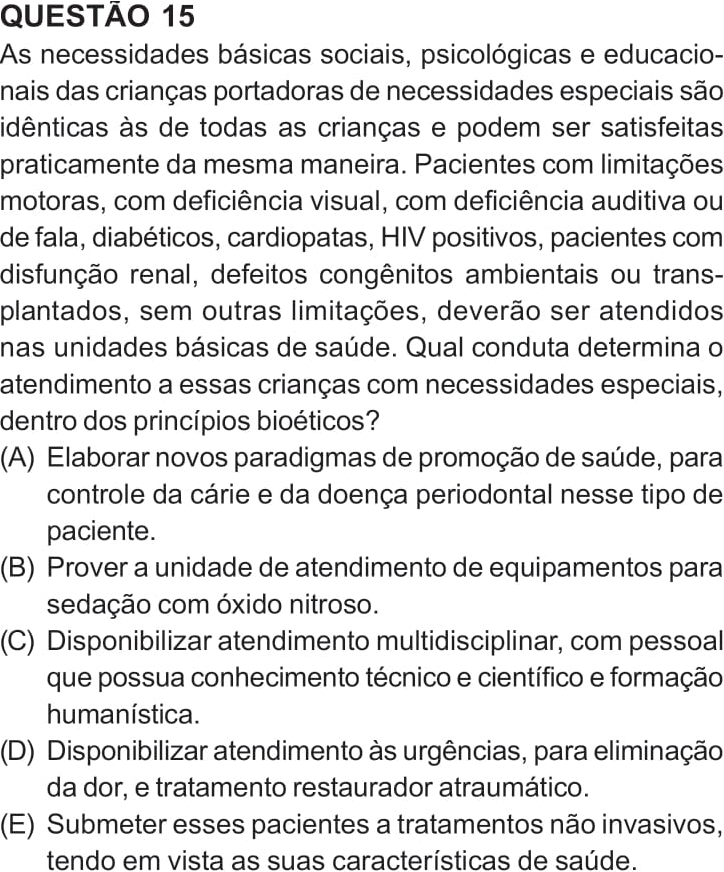 QUESTÃO 15
As necessidades básicas sociais, psicológicas e educacio-
nais das crianças portadoras de necessidades especiais são
idênticas às de todas as crianças e podem ser satisfeitas
praticamente da mesma maneira. Pacientes com limitações
motoras, com deficiência visual, com deficiência auditiva ou
de fala, diabéticos, cardiopatas, HIV positivos, pacientes com
disfunção renal, defeitos congênitos ambientais ou trans-
plantados, sem outras limitações, deverão ser atendidos
nas unidades básicas de saúde. Qual conduta determina o
atendimento a essas crianças com necessidades especiais,
dentro dos princípios bioéticos?
(A) Elaborar novos paradigmas de promoção de saúde, para
controle da cárie e da doença periodontal nesse tipo de
paciente.
(B) Prover a unidade de atendimento de equipamentos para
sedação com óxido nitroso.
(C) Disponibilizar atendimento multidisciplinar, com pessoal
que possua conhecimento técnico e científico e formação
humanística.
(D) Disponibilizar atendimento às urgências, para eliminação
da dor, e tratamento restaurador atraumático.
(E) Submeter esses pacientes a tratamentos não invasivos,
tendo em vista as suas características de saúde.